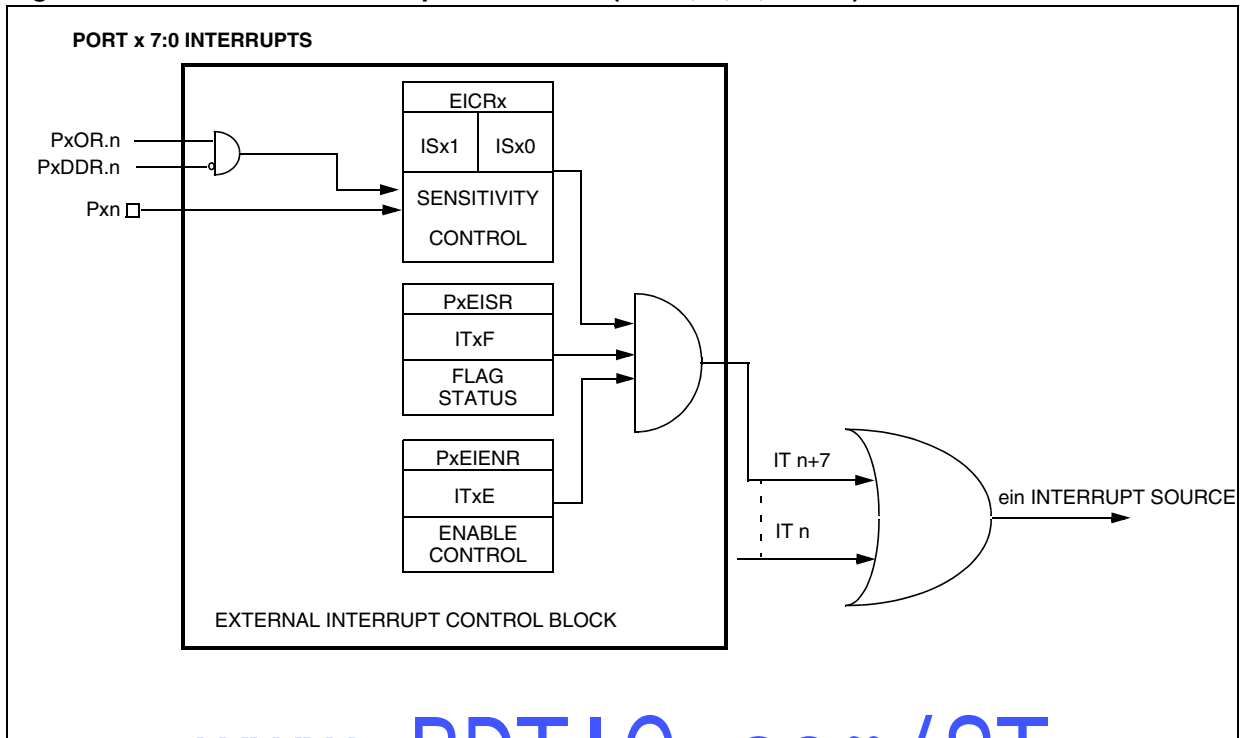 PORT x 7:0 INTERRUPTS
EICRx
PxOR.n
ISx1 ISx0
PxDDR.n
SENSITIVITY
Pxn
CONTROL
PxEISR
ITxF
FLAG
STATUS
PxEIENR
IT n+7
ITxE
ein INTERRUPT SOURCE
IT n
ENABLE
CONTROL
EXTERNAL INTERRUPT CONTROL BLOCK